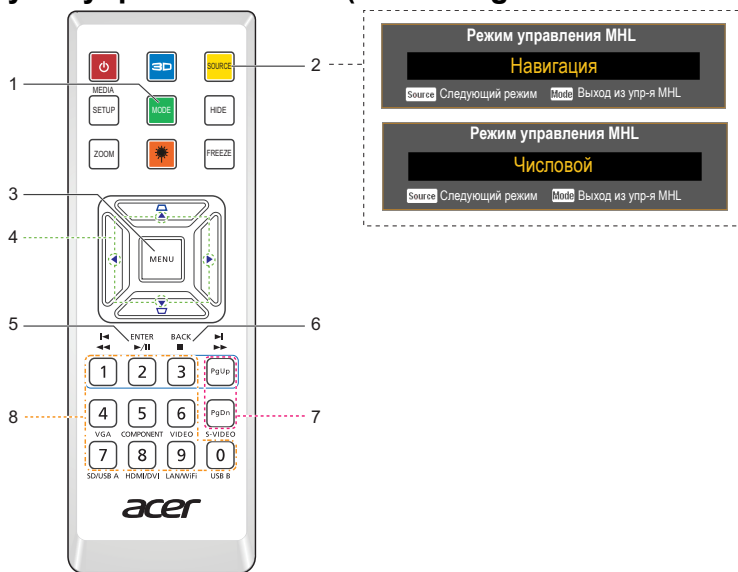 1
2
3
4
5
6
7
8
3D
SOURCE
MEDIA
SETUP
MODE
HIDE
ZOOM
FREEZE
MENU
ENTER
BACK
1
2
3
PgUp
4
5
6
PgDn
VGA
COMPONENT
VIDEO
S-VIDEO
7
8
9
0
SD/USB A
HDMI/DVI
LAN/WiFi
USB B
acer
Режим управления MHL
Навигация
Source Следующий режим Mode Выход из упр-я MHL
Режим управления MHL
Числовой
Source Следующий режим Mode Выход из упр-я MHL